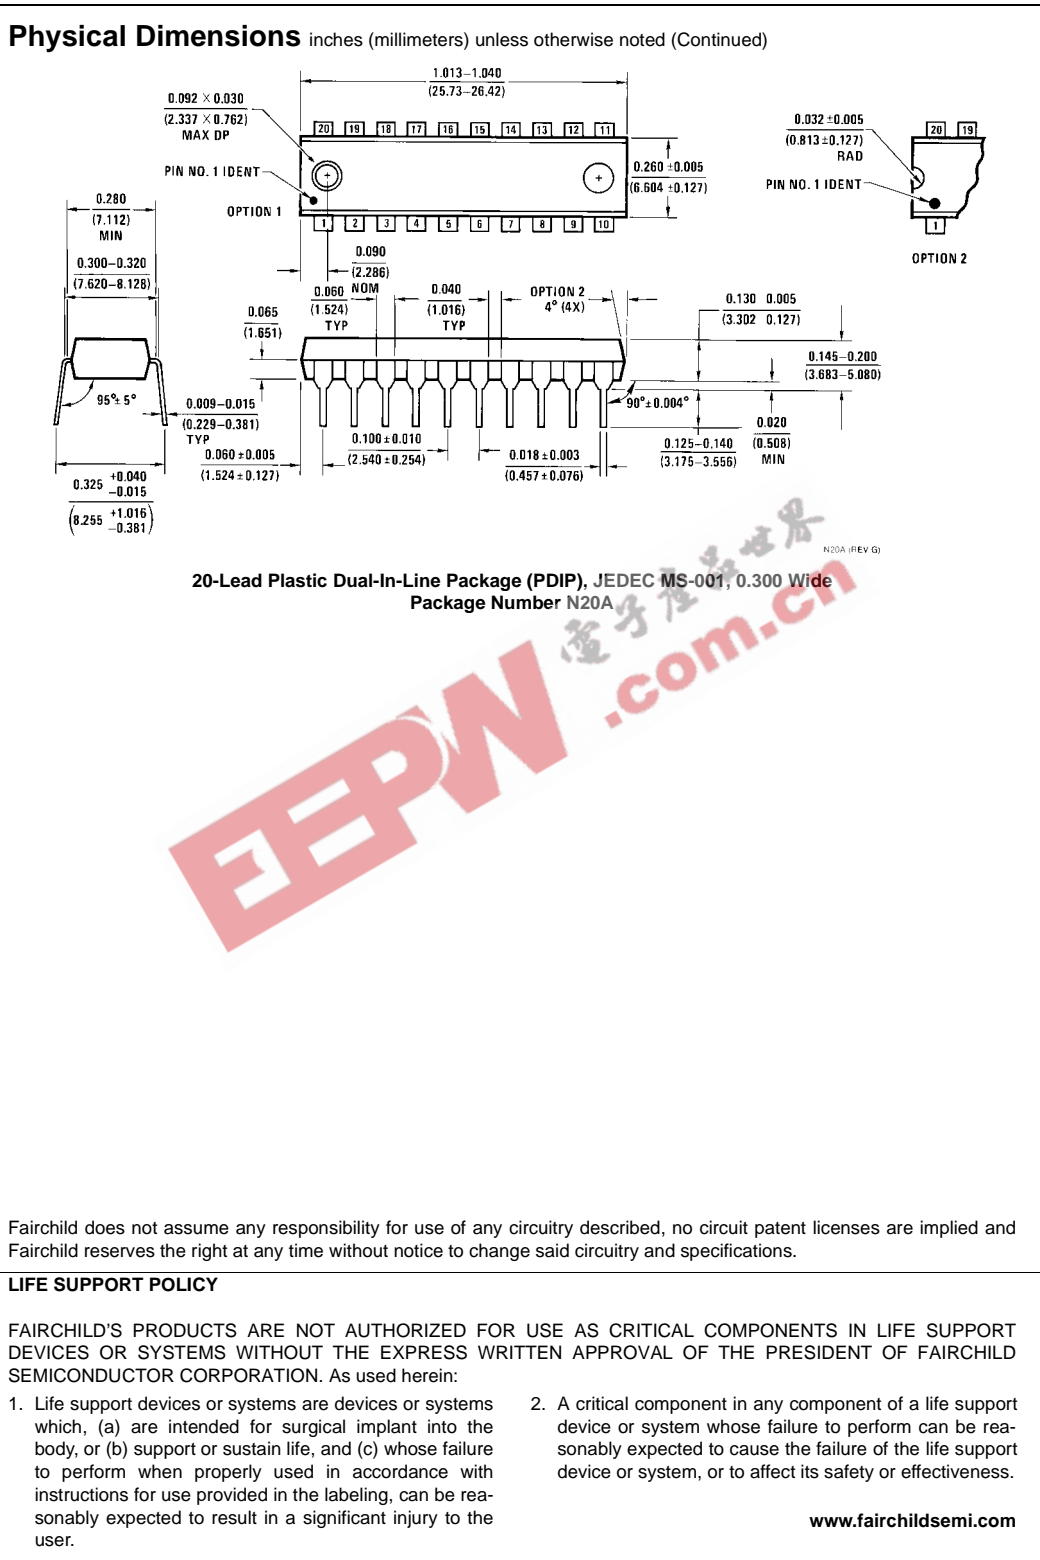 Physical Dimensions inches (millimeters) unless otherwise noted (Continued)
1.013–1.040
(25.73–26.42)
0.092 × 0.030
(2.337 × 0.762)
MAX DP
PIN NO. 1 IDENT
OPTION 1
20 19 18 17 16 15 14 13 12 11
1 2 3 4 5 6 7 8 9 10
0.260 ±0.005
(6.604 ±0.127)
0.032 ±0.005
(0.813 ±0.127)
RAD
PIN NO. 1 IDENT
20 19
1
OPTION 2
0.280
(7.112)
MIN
0.300–0.320
(7.620–8.128)
0.090
(2.286)
NOM
0.060
(1.524)
TYP
0.040
(1.016)
TYP
OPTION 2
4° (4X)
0.065
(1.651)
0.130 0.005
(3.302 0.127)
0.145–0.200
(3.683–5.080)
95°± 5°
0.009–0.015
(0.229–0.381)
TYP
90°±0.004°
0.020
(0.508)
MIN
0.125–0.140
(3.175–3.556)
0.100 ±0.010
(2.540 ±0.254)
0.018 ±0.003
(0.457 ±0.076)
0.060 ±0.005
(1.524 ±0.127)
0.325 +0.040
–0.015
(8.255 +1.016
–0.381)
N20A (REV G)
20-Lead Plastic Dual-In-Line Package (PDIP), JEDEC MS-001, 0.300 Wide
Package Number N20A
電子產品世界
EEPW
.com.cn
Fairchild does not assume any responsibility for use of any circuitry described, no circuit patent licenses are implied and
Fairchild reserves the right at any time without notice to change said circuitry and specifications.
LIFE SUPPORT POLICY
FAIRCHILD'S PRODUCTS ARE NOT AUTHORIZED FOR USE AS CRITICAL COMPONENTS IN LIFE SUPPORT
DEVICES OR SYSTEMS WITHOUT THE EXPRESS WRITTEN APPROVAL OF THE PRESIDENT OF FAIRCHILD
SEMICONDUCTOR CORPORATION. As used herein:
1. Life support devices or systems are devices or systems
which, (a) are intended for surgical implant into the
body, or (b) support or sustain life, and (c) whose failure
to perform when properly used in accordance with
instructions for use provided in the labeling, can be rea-
sonably expected to result in a significant injury to the
user.
2. A critical component in any component of a life support
device or system whose failure to perform can be rea-
sonably expected to cause the failure of the life support
device or system, or to affect its safety or effectiveness.
www.fairchildsemi.com